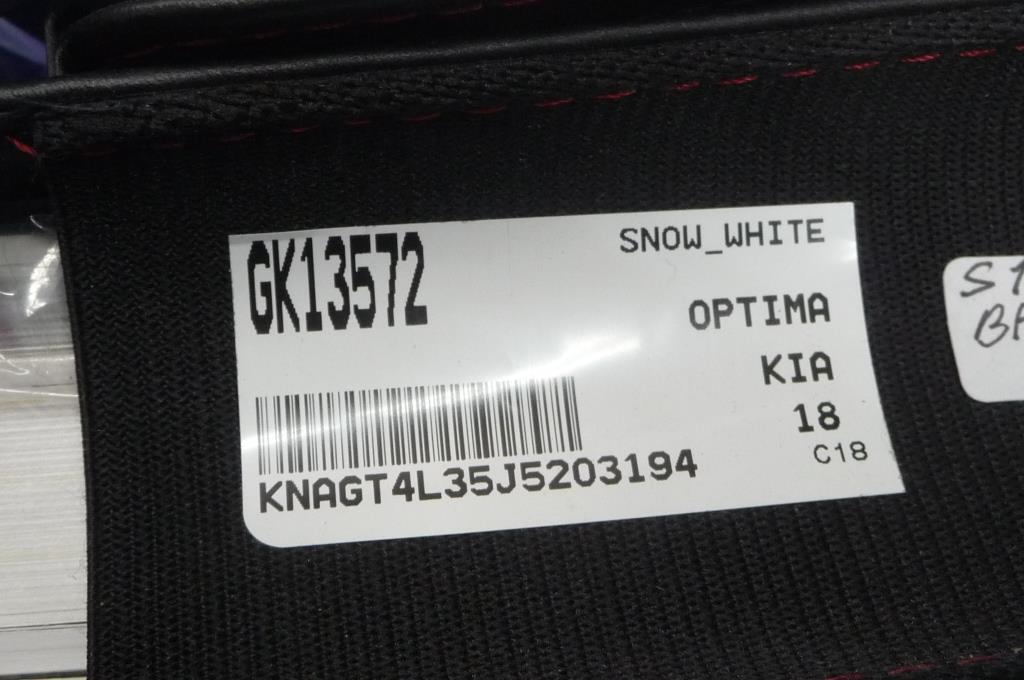 GK13572
SNOW_WHITE
OPTIMA
KIA
18
C18
KNAGT4L35J5203194